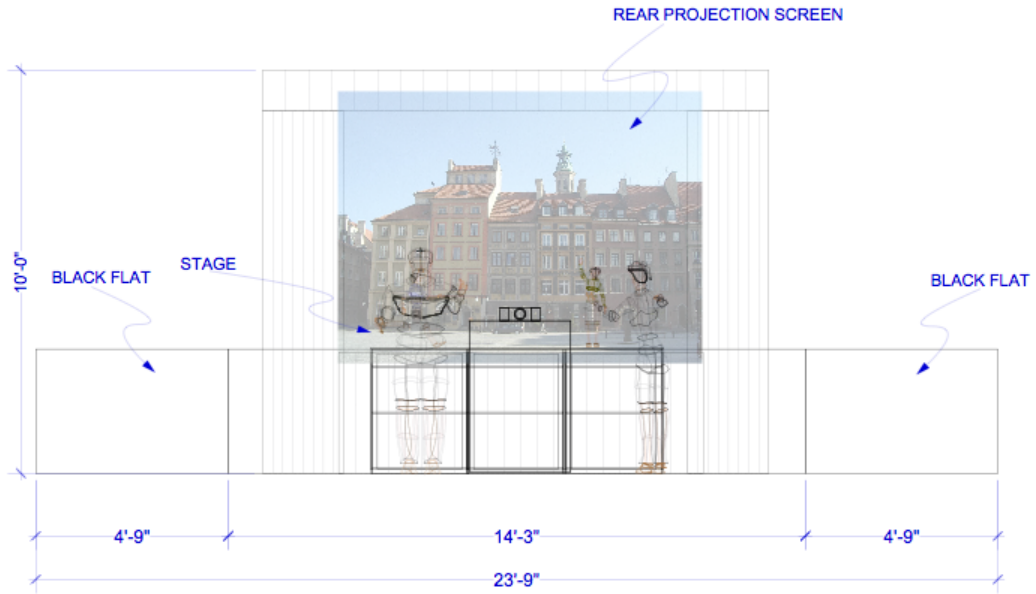 REAR PROJECTION SCREEN
10'-0"
BLACK FLAT
STAGE
BLACK FLAT
4'-9"
14'-3"
4'-9"
23'-9"